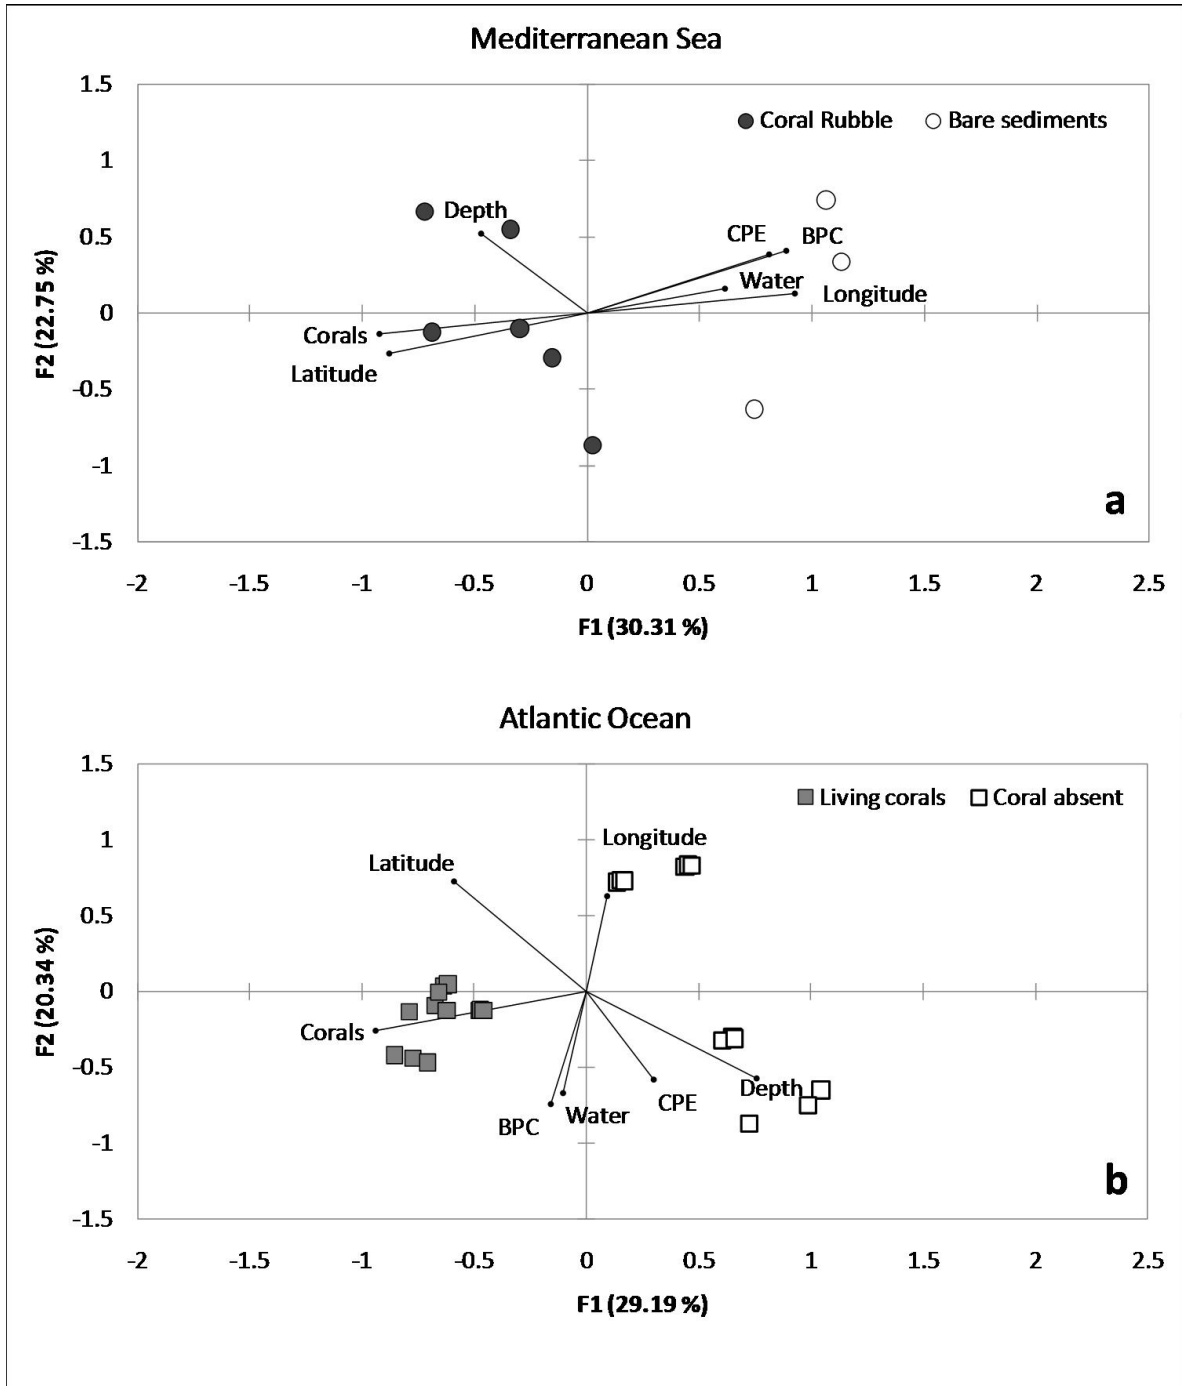 Mediterranean Sea
1.5
Coral Rubble Bare sediments
1
Depth
CPE BPC
0.5
Water
Longitude
0
Corals
Latitude
-0.5
-1
a
-1.5
-2 -1.5 -1 -0.5 0 0.5 1 1.5 2 2.5
F2 (22.75 %)
F1 (30.31 %)
Atlantic Ocean
1.5
Living corals Coral absent
1
Longitude
Latitude
0.5
0
Corals
-0.5
Depth
CPE
BPC Water
-1
b
-1.5
-2 -1.5 -1 -0.5 0 0.5 1 1.5 2 2.5
F2 (20.34 %)
F1 (29.19 %)